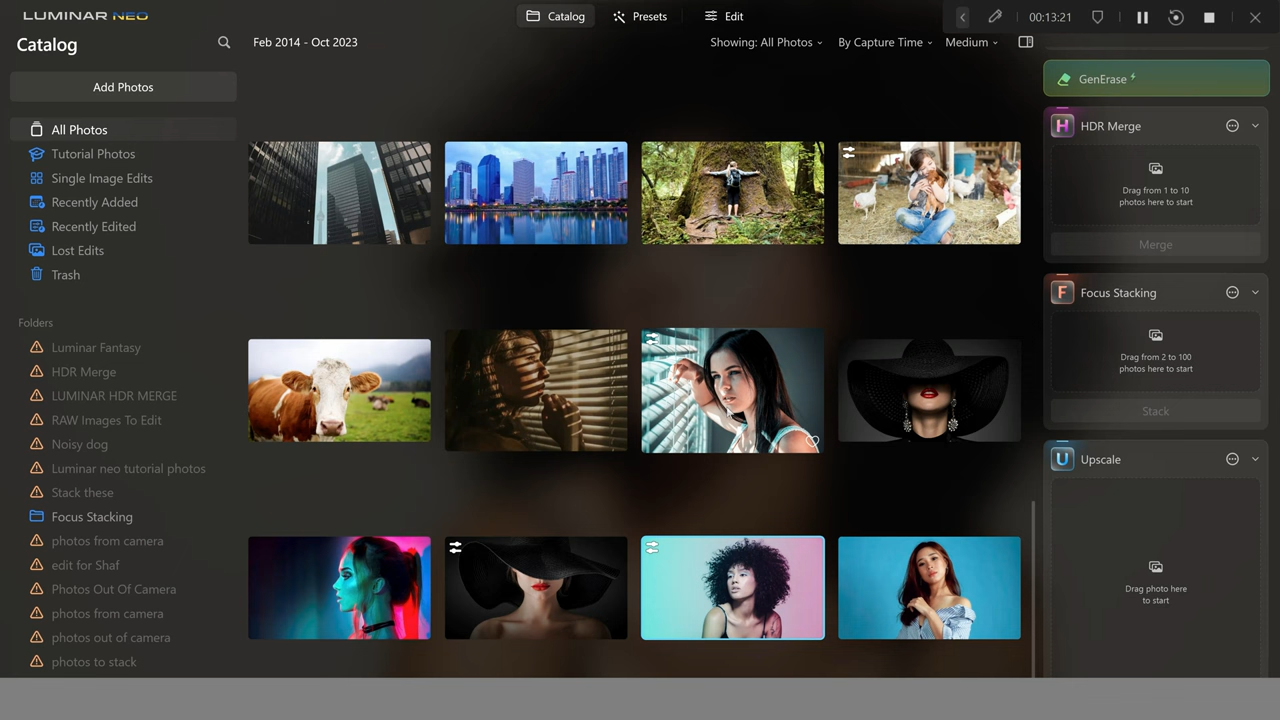 LUMINAR NEO
Catalog
Presets
Edit
00:13:21
Catalog
Feb 2014 - Oct 2023
Showing: All Photos
By Capture Time
Medium
Add Photos
All Photos
Tutorial Photos
Single Image Edits
Recently Added
Recently Edited
Lost Edits
Trash
Folders
Luminar Fantasy
HDR Merge
LUMINAR HDR MERGE
RAW Images To Edit
Noisy dog
Luminar neo tutorial photos
Stack these
Focus Stacking
photos from camera
edit for Shaf
Photos Out Of Camera
photos from camera
photos out of camera
photos to stack
GenErase
H
HDR Merge
Drag from 1 to 10
photos here to start
Merge
F
Focus Stacking
Drag from 2 to 100
photos here to start
Stack
U
Upscale
Drag photo here
to start